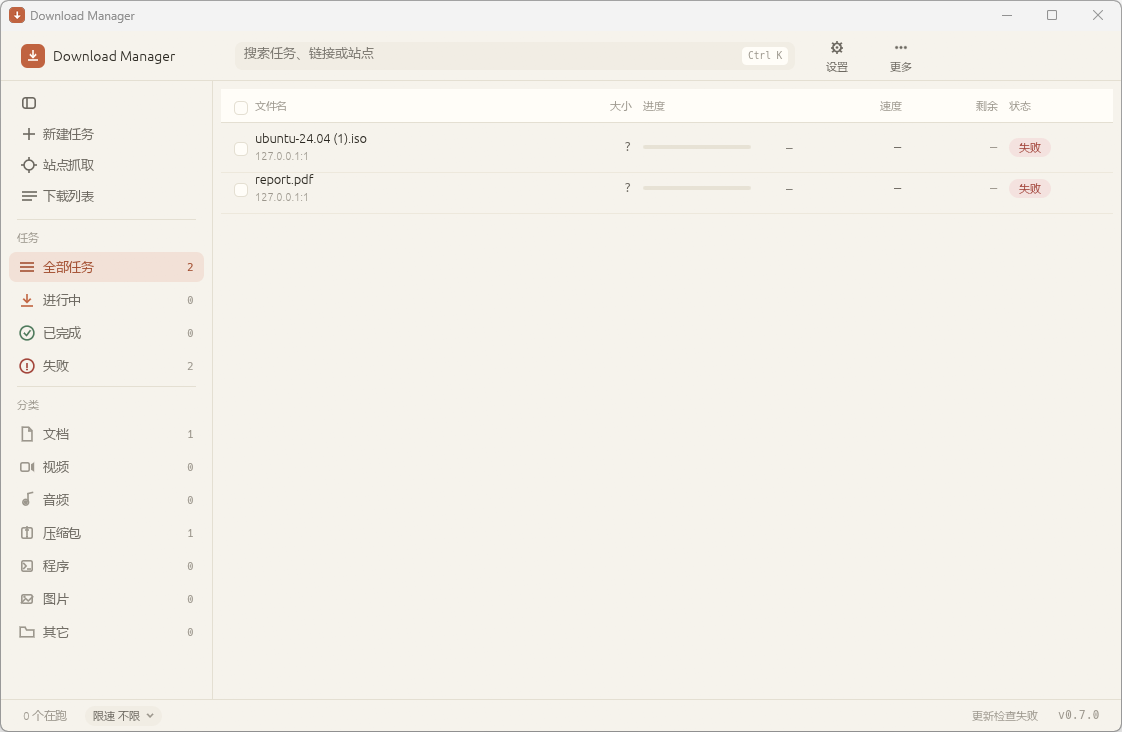 Download Manager
Download Manager
搜索任务、链接或站点
Ctrl K
设置
更多
新建任务
站点抓取
下载列表
任务
全部任务 2
进行中 0
已完成 0
失败 2
分类
文档 1
视频 0
音频 0
压缩包 1
程序 0
图片 0
其它 0
文件名 大小 进度 速度 剩余 状态
ubuntu-24.04 (1).iso ? — — — 失败
127.0.0.1:1
report.pdf ? — — — 失败
127.0.0.1:1
0 个在跑 限速 不限
更新检查失败 v0.7.0